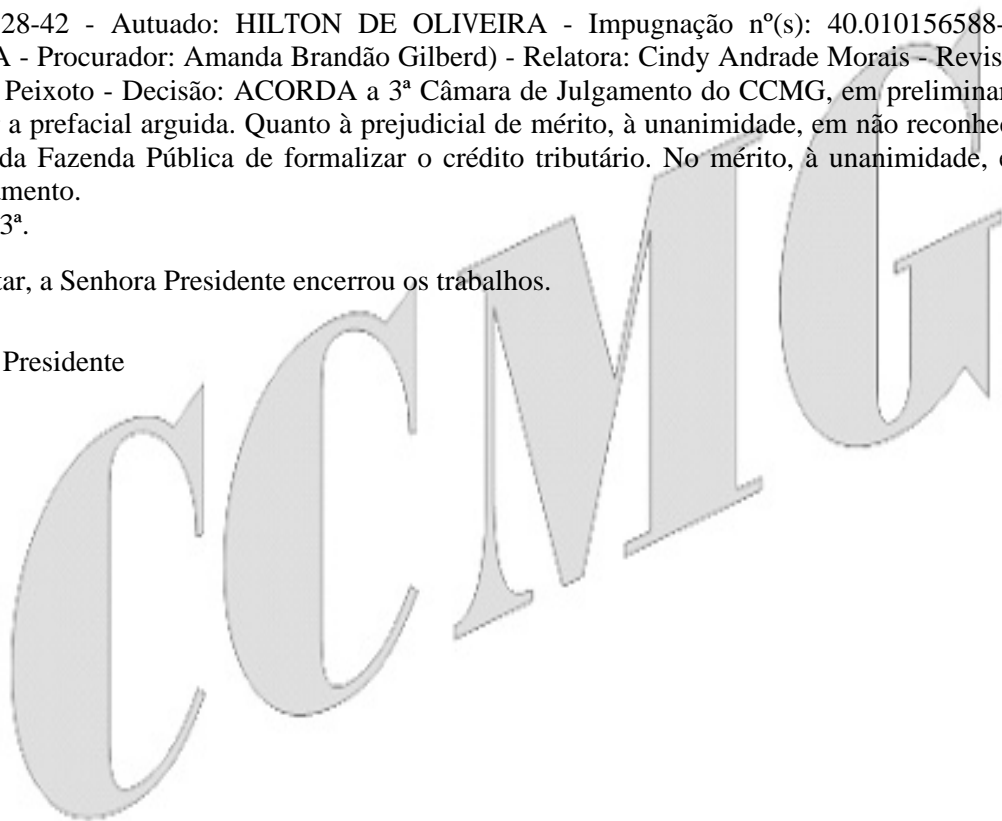 28-42 - Autuado: HILTON DE OLIVEIRA - Impugnação nº(s): 40.010156588-
A - Procurador: Amanda Brandão Gilberd) - Relatora: Cindy Andrade Morais - Revis
Peixoto - Decisão: ACORDA a 3ª Câmara de Julgamento do CCMG, em preliminar
a prefacial arguida. Quanto à prejudicial de mérito, à unanimidade, em não reconhec
da Fazenda Pública de formalizar o crédito tributário. No mérito, à unanimidade, e
amento.
3ª.
tar, a Senhora Presidente encerrou os trabalhos.
Presidente
CCMG